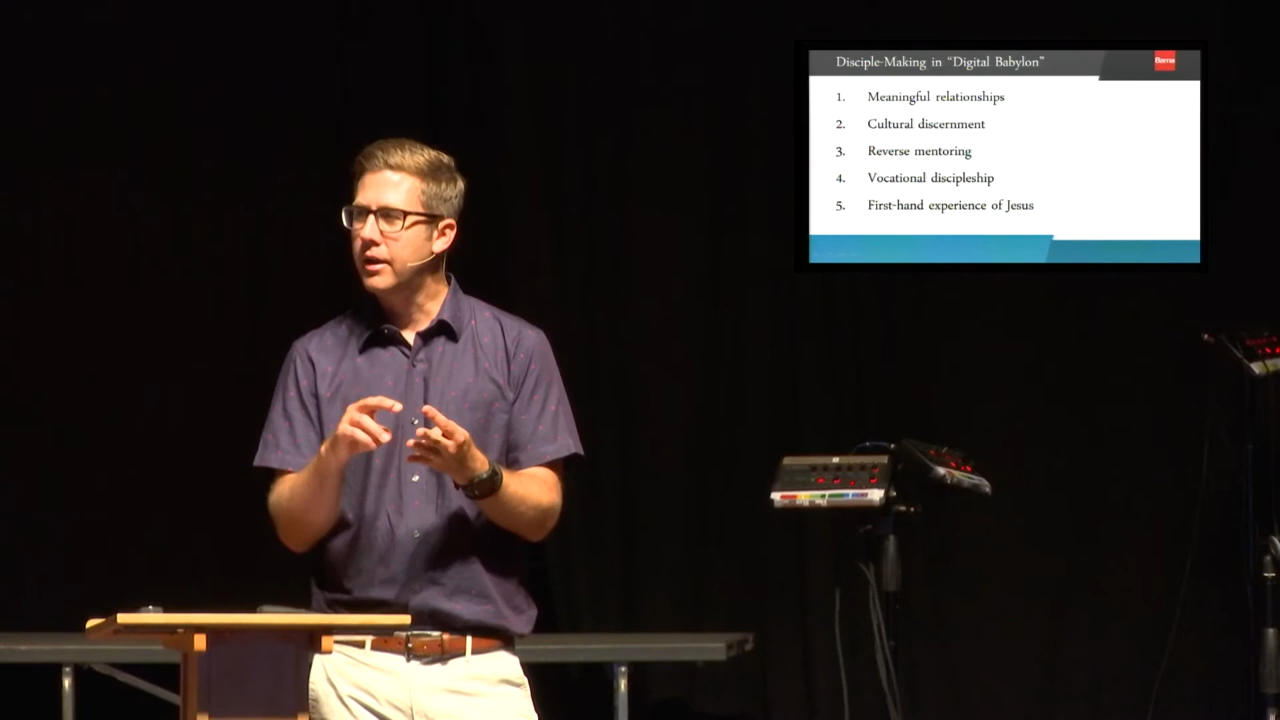 Disciple-Making in “Digital Babylon”
Barna
1. Meaningful relationships
2. Cultural discernment
3. Reverse mentoring
4. Vocational discipleship
5. First-hand experience of Jesus